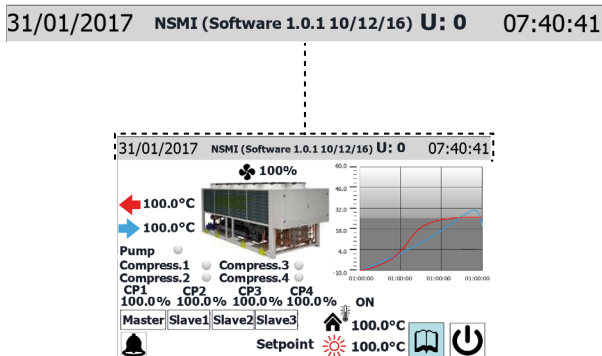 31/01/2017 NSMI (Software 1.0.1 10/12/16) U: 0 07:40:41
31/01/2017 NSMI (Software 1.0.1 10/12/16) U: 0 07:40:41
100%
100.0°C
100.0°C
Pump
Compress.1 Compress.3
Compress.2 Compress.4
CP1 CP2 CP3 CP4
100.0% 100.0% 100.0% 100.0%
Master Slave1 Slave2 Slave3
60.0
46.0
32.0
18.0
4.0
-10.0
01:00:00 01:00:00 01:00:00 01:00:00
ON
100.0°C
Setpoint 100.0°C